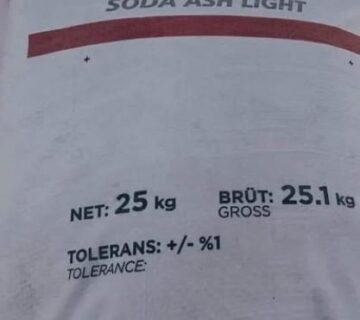 SODA ASH LIGHT
NET: 25 kg BRÜT: 25.1 kg
GROSS
TOLERANS: +/- %1
TOLERANCE: